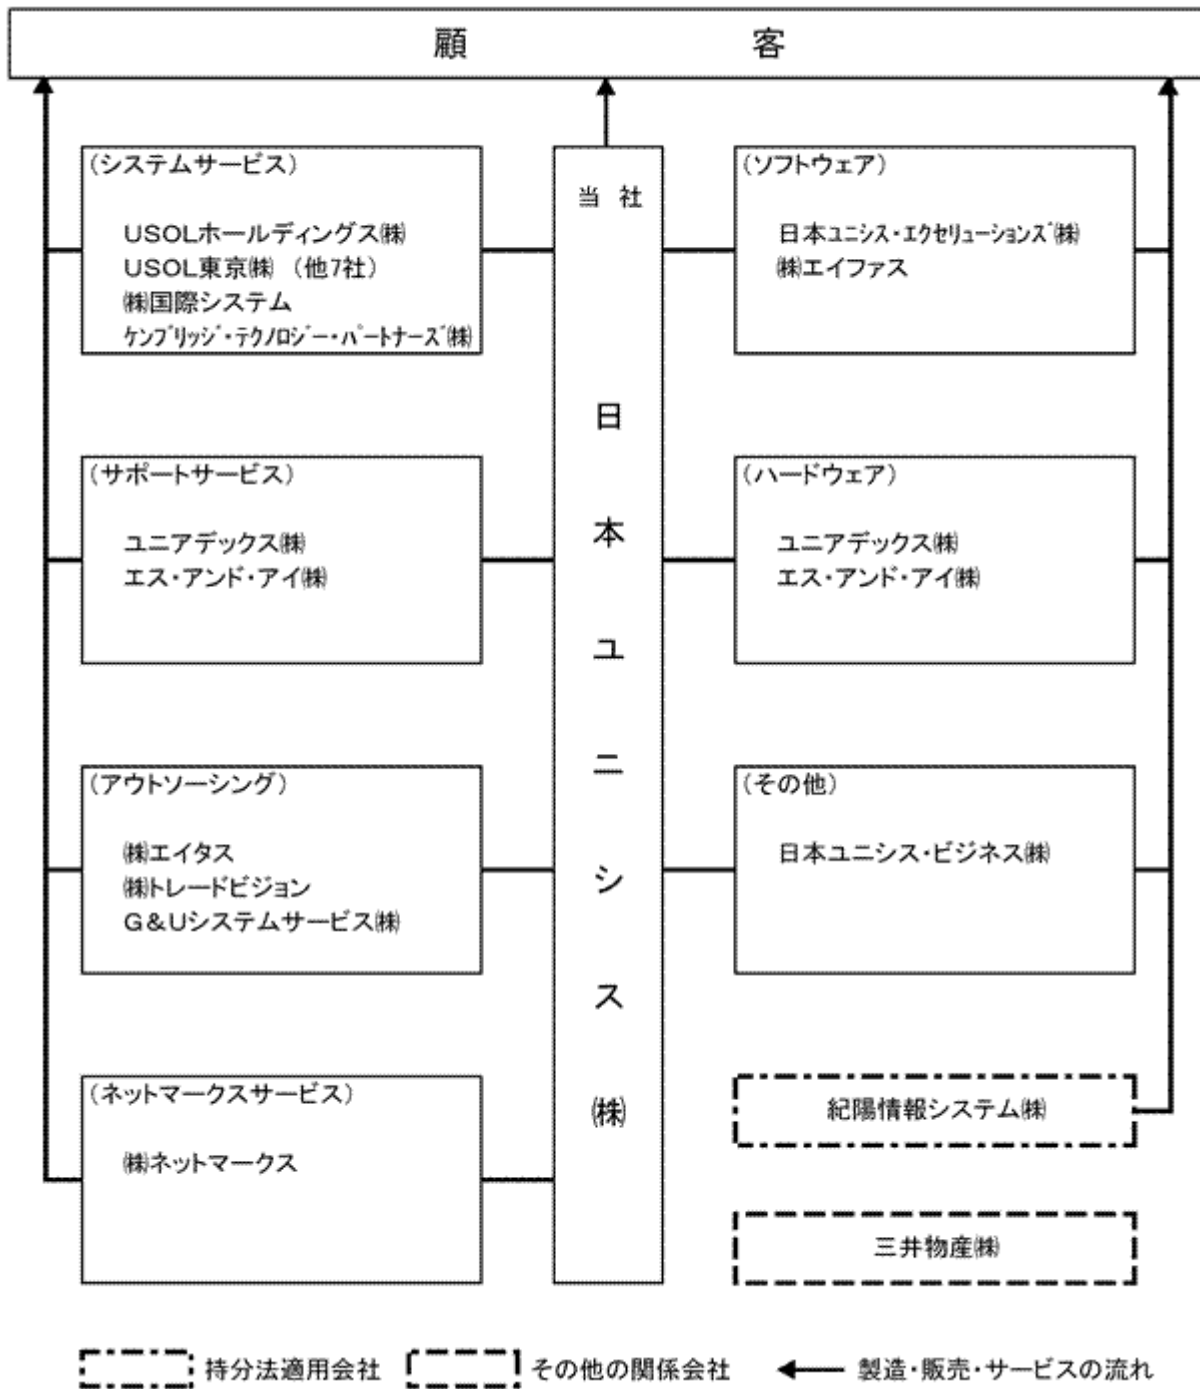 顧 客
(システムサービス)
USOLホールディングス㈱
USOL東京㈱ (他7社)
㈱国際システム
ケンブリッジ・テクノロジー・パートナーズ㈱
(サポートサービス)
ユニアデックス㈱
エス・アンド・アイ㈱
(アウトソーシング)
㈱エイタス
㈱トレードビジョン
G&Uシステムサービス㈱
(ネットマークスサービス)
㈱ネットマークス
当 社
日本ユニシス㈱
(ソフトウェア)
日本ユニシス・エクセリューションズ㈱
㈱エイファス
(ハードウェア)
ユニアデックス㈱
エス・アンド・アイ㈱
(その他)
日本ユニシス・ビジネス㈱
紀陽情報システム㈱
三井物産㈱
持分法適用会社 その他の関係会社 製造・販売・サービスの流れ